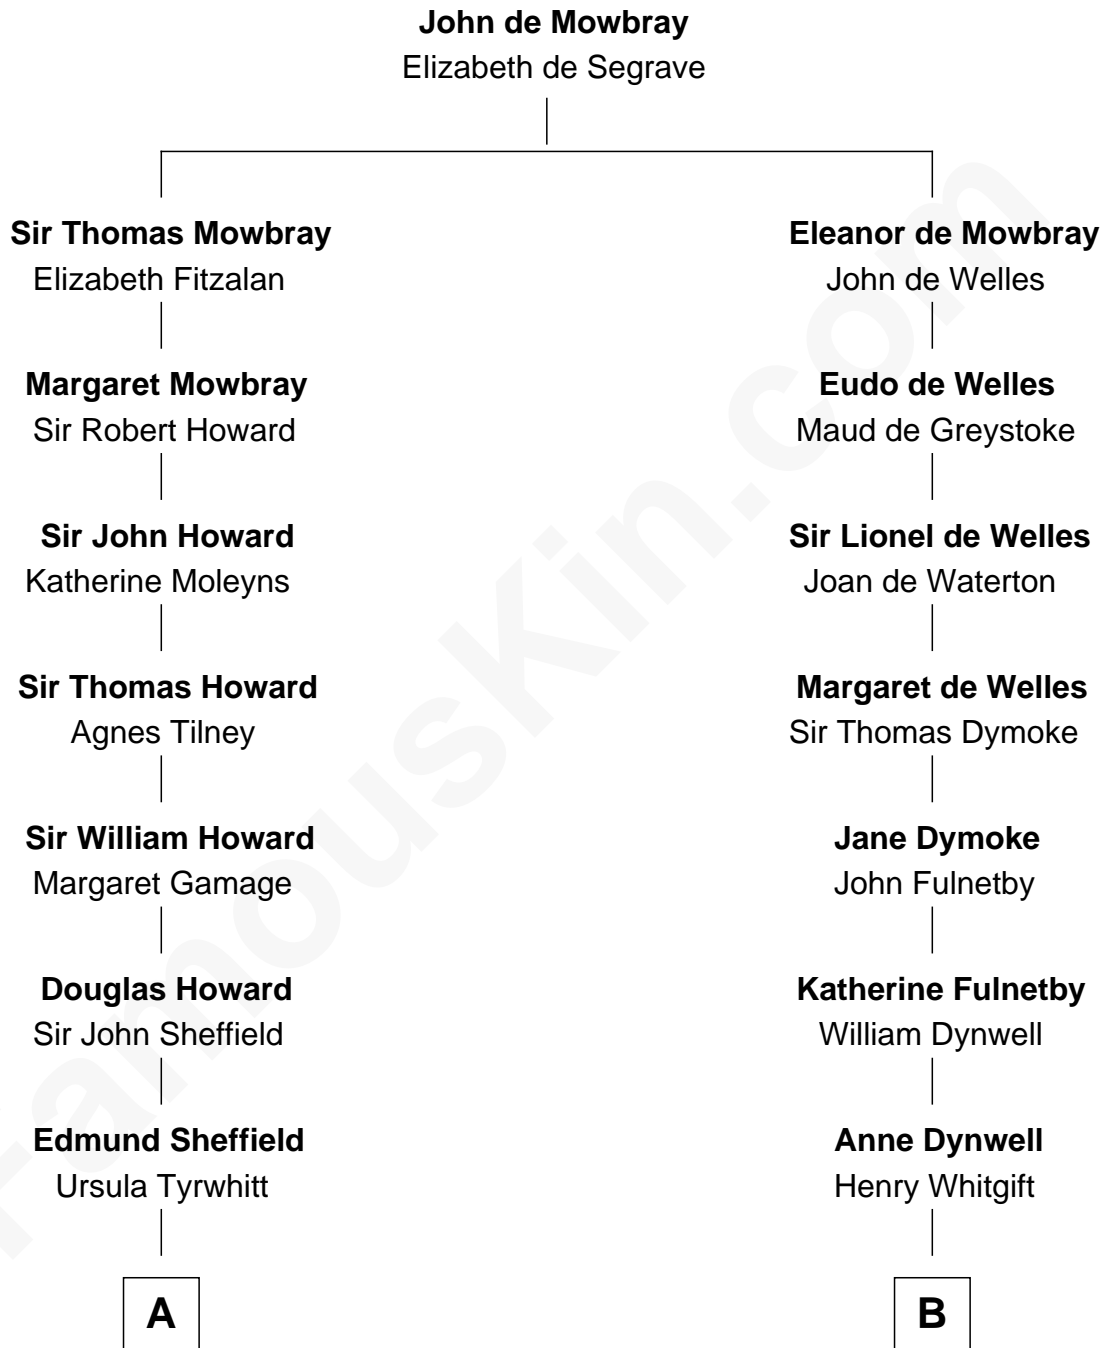 John de Mowbray
Elizabeth de Segrave
Sir Thomas Mowbray
Elizabeth Fitzalan
Margaret Mowbray
Sir Robert Howard
Sir John Howard
Katherine Moleyns
Sir Thomas Howard
Agnes Tilney
Sir William Howard
Margaret Gamage
Douglas Howard
Sir John Sheffield
Edmund Sheffield
Ursula Tyrwhitt
A
Eleanor de Mowbray
John de Welles
Eudo de Welles
Maud de Greystoke
Sir Lionel de Welles
Joan de Waterton
Margaret de Welles
Sir Thomas Dymoke
Jane Dymoke
John Fulnetby
Katherine Fulnetby
William Dynwell
Anne Dynwell
Henry Whitgift
B
FamousKin.com